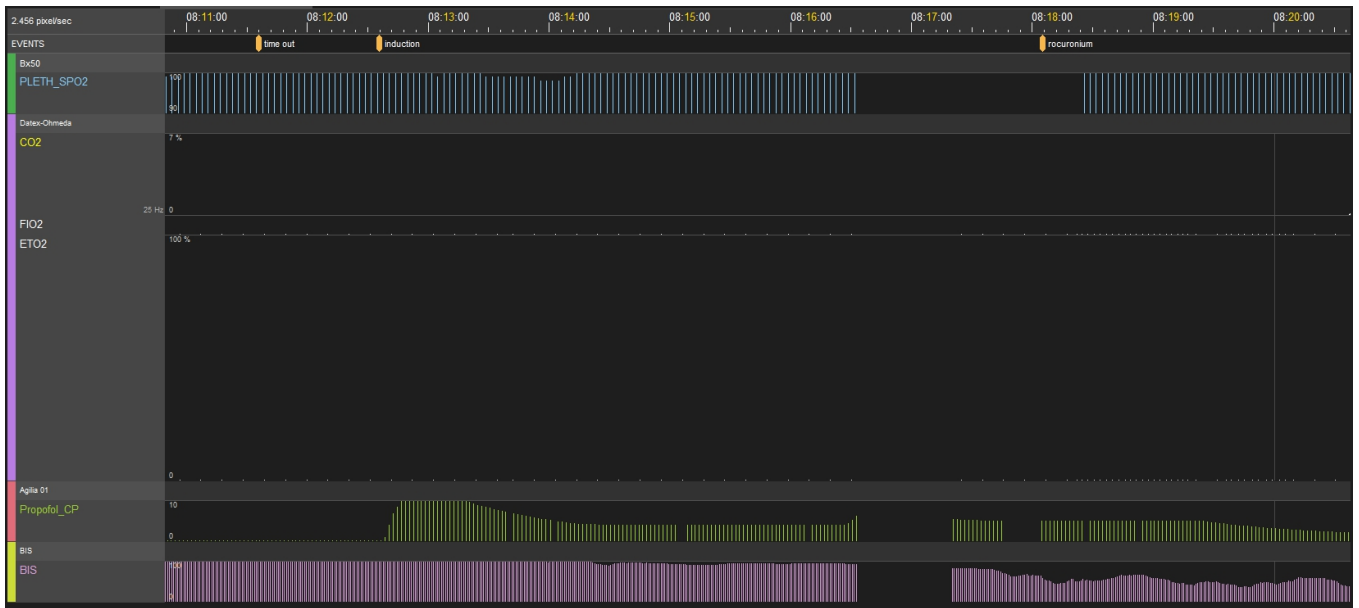 2.456 pixel/sec
08:11:00 08:12:00 08:13:00 08:14:00 08:15:00 08:16:00 08:17:00 08:18:00 08:19:00 08:20:00
EVENTS time out induction rocuronium
Bx50
PLETH_SPO2 100
90
Datex-Ohmeda
CO2 7 %
25 Hz 0
FIO2
ETO2 100 %
0
Agilia 01
Propofol_CP 10
0
BIS
BIS 100
0